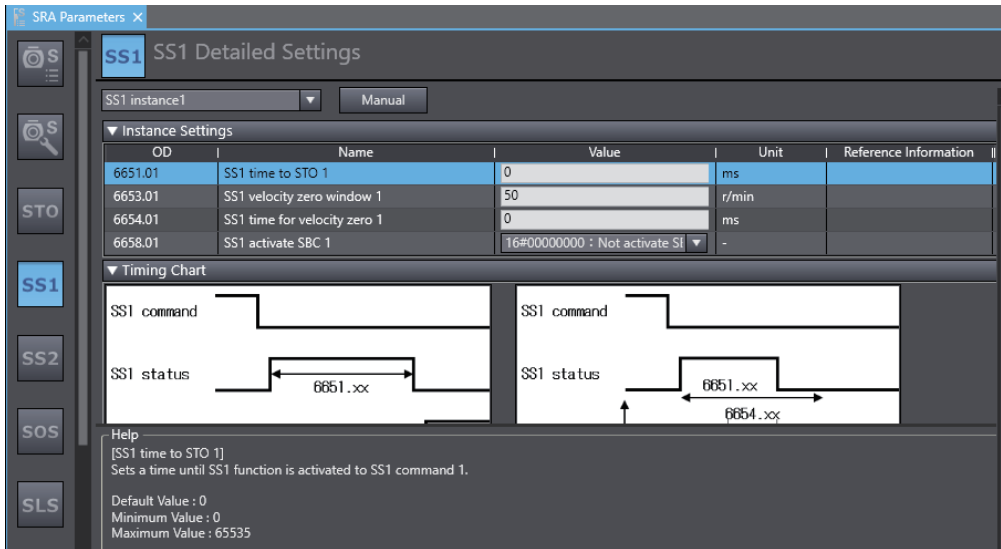 SRA Parameters ×
S
SS1 SS1 Detailed Settings
SS1 instance1 ▼ Manual
S
▼ Instance Settings
OD Name Value Unit Reference Information
6651.01 SS1 time to STO 1 0 ms
6653.01 SS1 velocity zero window 1 50 r/min
6654.01 SS1 time for velocity zero 1 0 ms
6658.01 SS1 activate SBC 1 16#00000000 : Not activate SI ▼ -
STO
▼ Timing Chart
SS1
SS1 command SS1 command
SS2
SS1 status 6651.xx SS1 status 6651.xx
6654.xx
SOS
Help
[SS1 time to STO 1]
Sets a time until SS1 function is activated to SS1 command 1.
SLS
Default Value : 0
Minimum Value : 0
Maximum Value : 65535